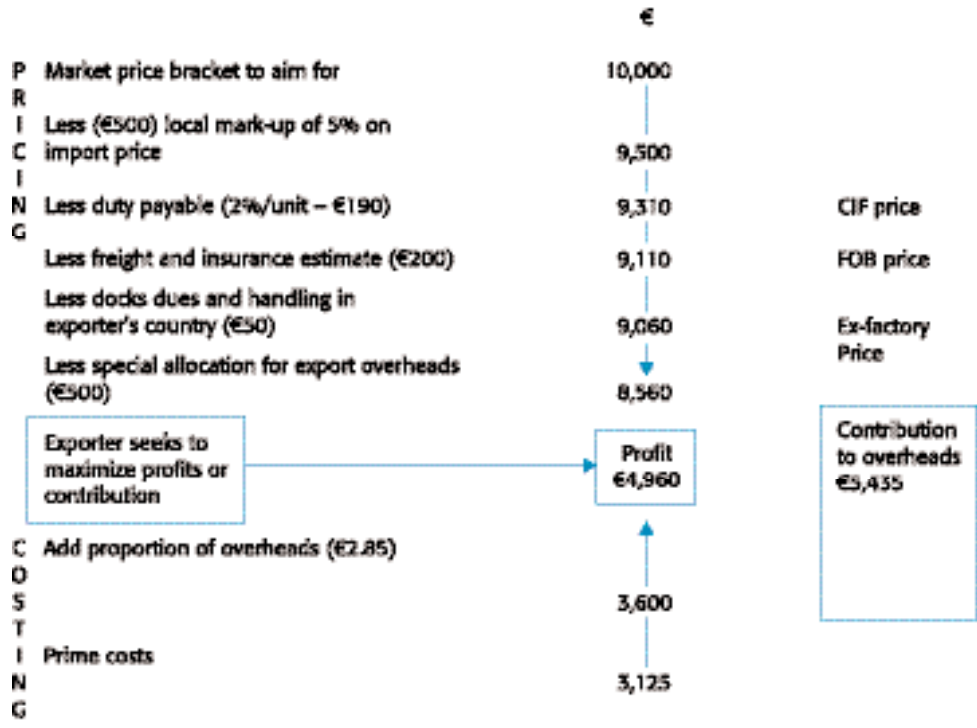 €
PRICING
Market price bracket to aim for 10,000
Less (€500) local mark-up of 5% on
import price 9,500
Less duty payable (2%/unit – €190) 9,310 CIF price
Less freight and insurance estimate (€200) 9,110 FOB price
Less docks dues and handling in
exporter's country (€50) 9,060 Ex-factory
Price
Less special allocation for export overheads
(€500) 8,560
Exporter seeks to
maximize profits or
contribution
Profit
€4,960
Contribution
to overheads
€5,435
COSTING
Add proportion of overheads (€2.85)
3,600
Prime costs
3,125